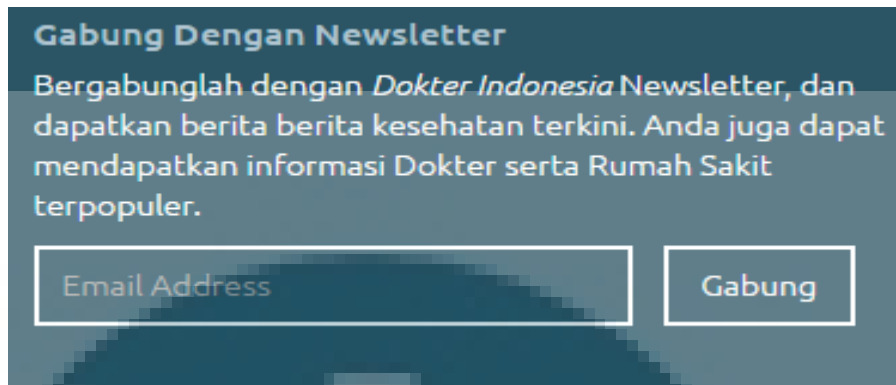 Gabung Dengan Newsletter
Bergabunglah dengan Dokter Indonesia Newsletter, dan
dapatkan berita berita kesehatan terkini. Anda juga dapat
mendapatkan informasi Dokter serta Rumah Sakit
terpopuler.
Email Address
Gabung